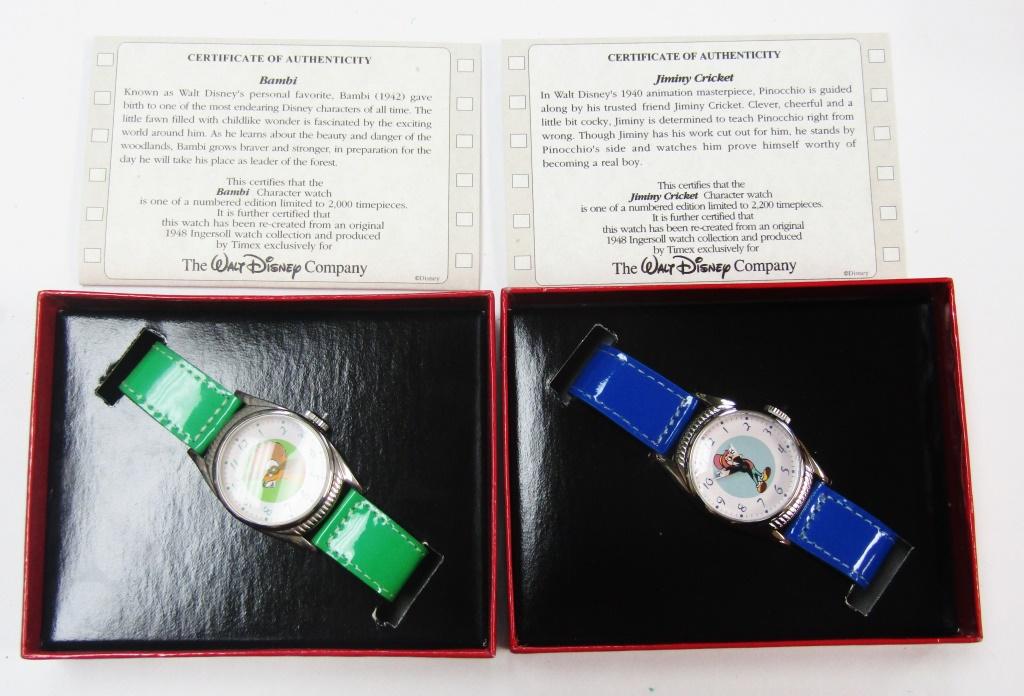 CERTIFICATE OF AUTHENTICITY
Bambi
Known as Walt Disney's personal favorite, Bambi (1942) gave
birth to one of the most endearing Disney characters of all time. The
little fawn filled with childlike wonder is fascinated by the exciting
world around him. As he learns about the beauty and danger of the
woodlands, Bambi grows braver and stronger, in preparation for the
day he will take his place as leader of the forest.
This certifies that the
Bambi Character watch
is one of a numbered edition limited to 2,000 timepieces.
It is further certified that
this watch has been re-created from an original
1948 Ingersoll watch collection and produced
by Timex exclusively for
The Walt Disney Company
©Disney
CERTIFICATE OF AUTHENTICITY
Jiminy Cricket
In Walt Disney's 1940 animation masterpiece, Pinocchio is guided
along by his trusted friend Jiminy Cricket. Clever, cheerful and a
little bit cocky, Jiminy is determined to teach Pinocchio right from
wrong. Though Jiminy has his work cut out for him, he stands by
Pinocchio's side and watches him prove himself worthy of
becoming a real boy.
This certifies that the
Jiminy Cricket Character watch
is one of a numbered edition limited to 2,200 timepieces.
It is further certified that
this watch has been re-created from an original
1948 Ingersoll watch collection and produced
by Timex exclusively for
The Walt Disney Company
©Disney